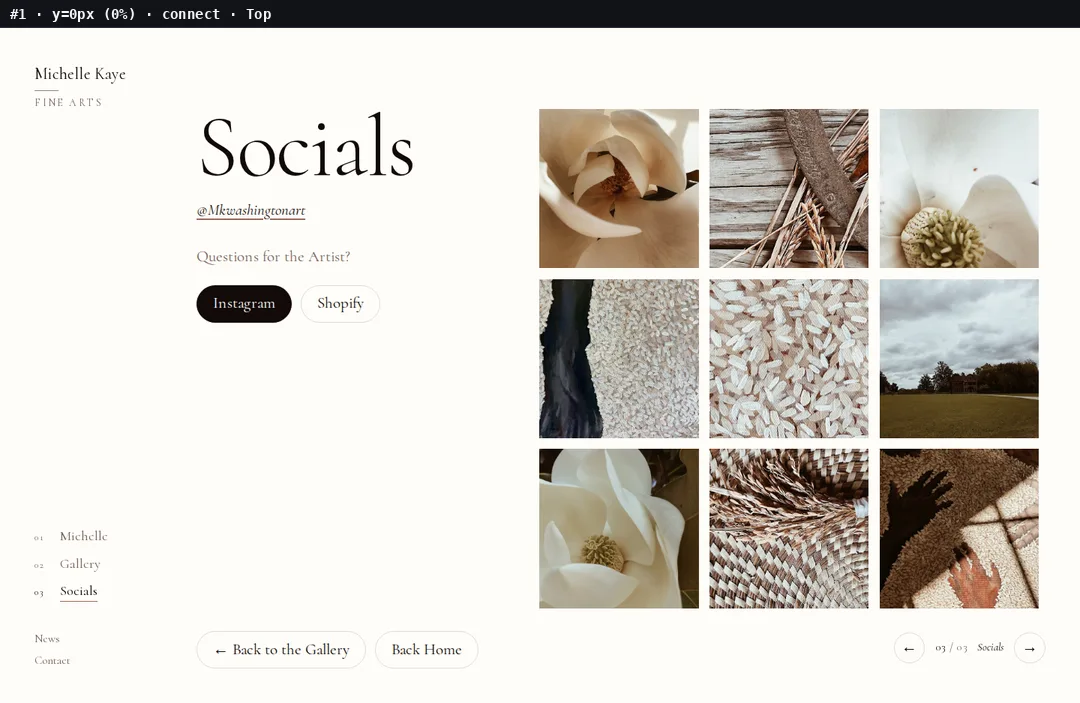 #1 · y=0px (0%) · connect · Top
Michelle Kaye
FINE ARTS
Socials
@Mkwashingtonart
Questions for the Artist?
Instagram
Shopify
01 Michelle
02 Gallery
03 Socials
News
Contact
← Back to the Gallery
Back Home
← 03 / 03 Socials →